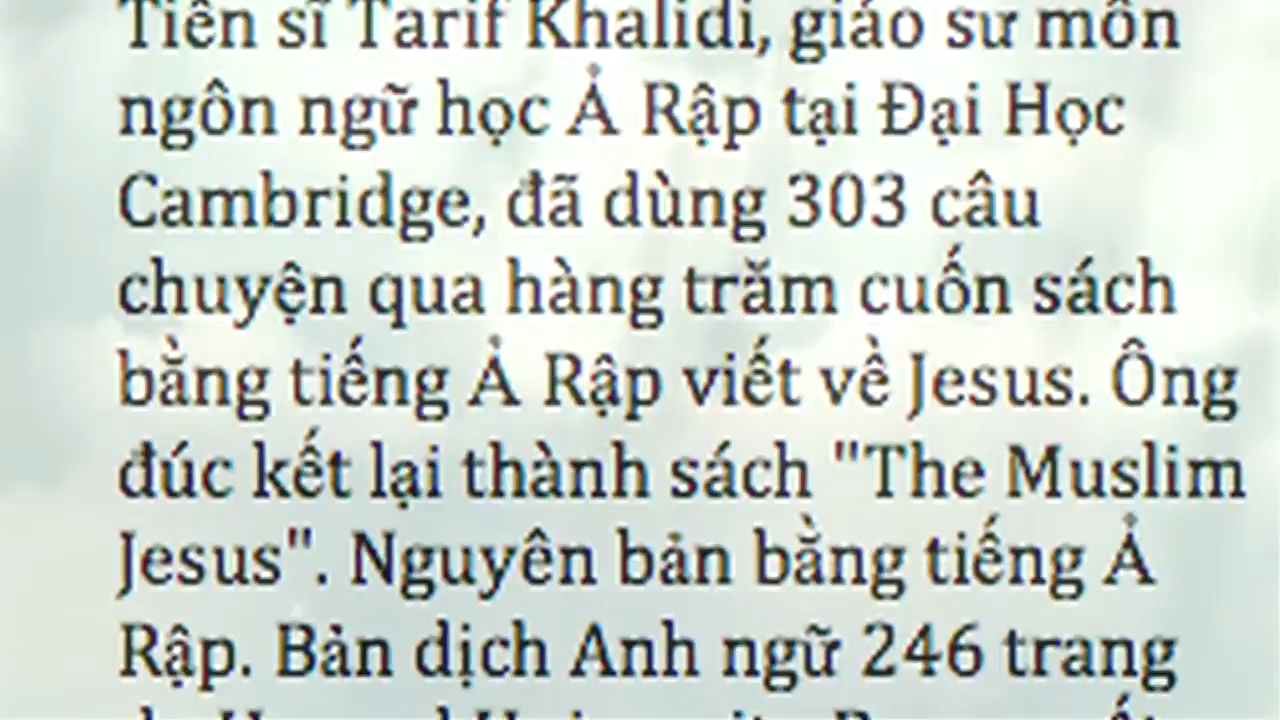 Tiến sĩ Tarif Khalidi, giáo sư môn
ngôn ngữ học Ả Rập tại Đại Học
Cambridge, đã dùng 303 câu
chuyện qua hàng trăm cuốn sách
bằng tiếng Ả Rập viết về Jesus. Ông
đúc kết lại thành sách "The Muslim
Jesus". Nguyên bản bằng tiếng Ả
Rập. Bản dịch Anh ngữ 246 trang